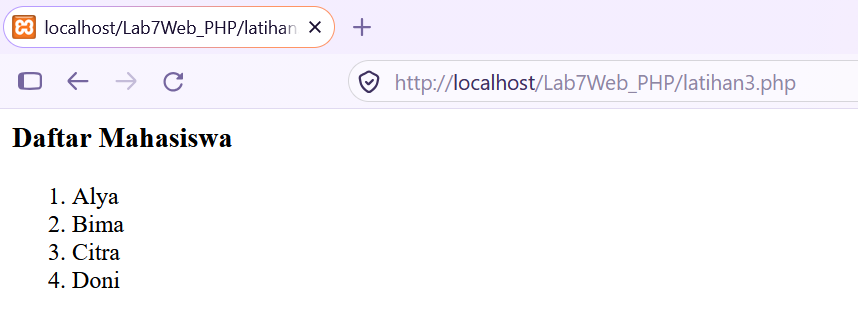 localhost/Lab7Web_PHP/latihan
http://localhost/Lab7Web_PHP/latihan3.php
Daftar Mahasiswa
1. Alya
2. Bima
3. Citra
4. Doni